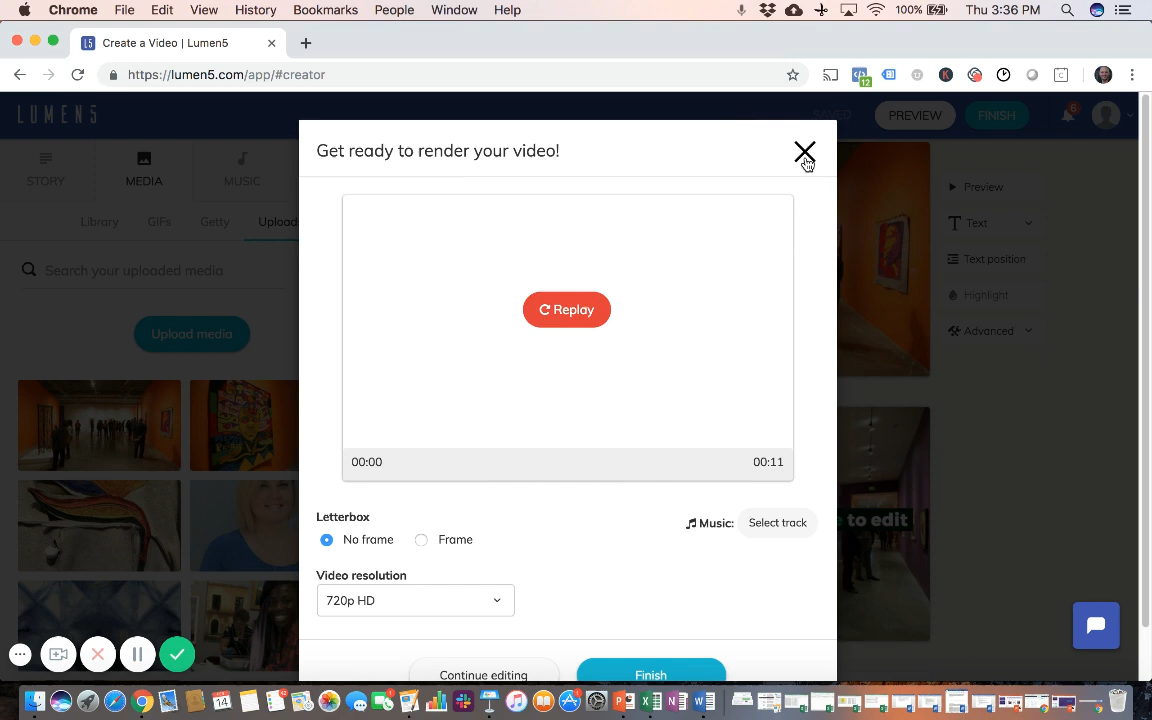 Chrome File Edit View History Bookmarks People Window Help 100% Thu 3:36 PM
Create a Video | Lumen5
https://lumen5.com/app/#creator
12
LUMEN5
SAVED
PREVIEW
FINISH
6
STORY
MEDIA
MUSIC
Library
GIFs
Getty
Upload
Search your uploaded media
Upload media
Get ready to render your video!
Replay
00:00
00:11
Letterbox
No frame
Frame
Music:
Select track
Video resolution
720p HD
Continue editing
Finish
Preview
Text
Text position
Highlight
Advanced
to edit